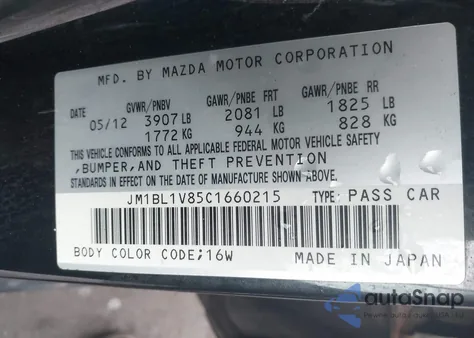 MFD. BY MAZDA MOTOR CORPORATION
DATE GVWR/PNBV GAWR/PNBE FRT GAWR/PNBE RR
05/12 3907 LB 2081 LB 1825 LB
1772 KG 944 KG 828 KG
THIS VEHICLE CONFORMS TO ALL APPLICABLE FEDERAL MOTOR VEHICLE SAFETY
,BUMPER,AND THEFT PREVENTION
STANDARDS IN EFFECT ON THE DATE OF MANUFACTURE SHOWN ABOVE.
JM1BL1V85C1660215 TYPE: PASS CAR
BODY COLOR CODE;16W MADE IN JAPAN
autoSnap